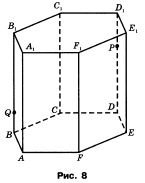 C₁ D₁
B₁ E₁
A₁ F₁ P
Q C D
B E
A F
Рис. 8